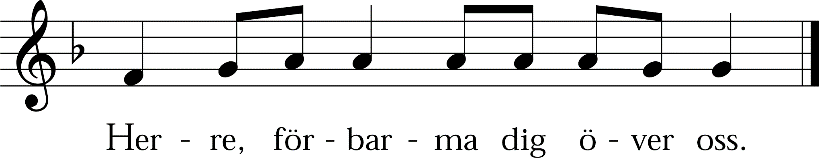 Her - re, för - bar - ma dig ö - ver oss.